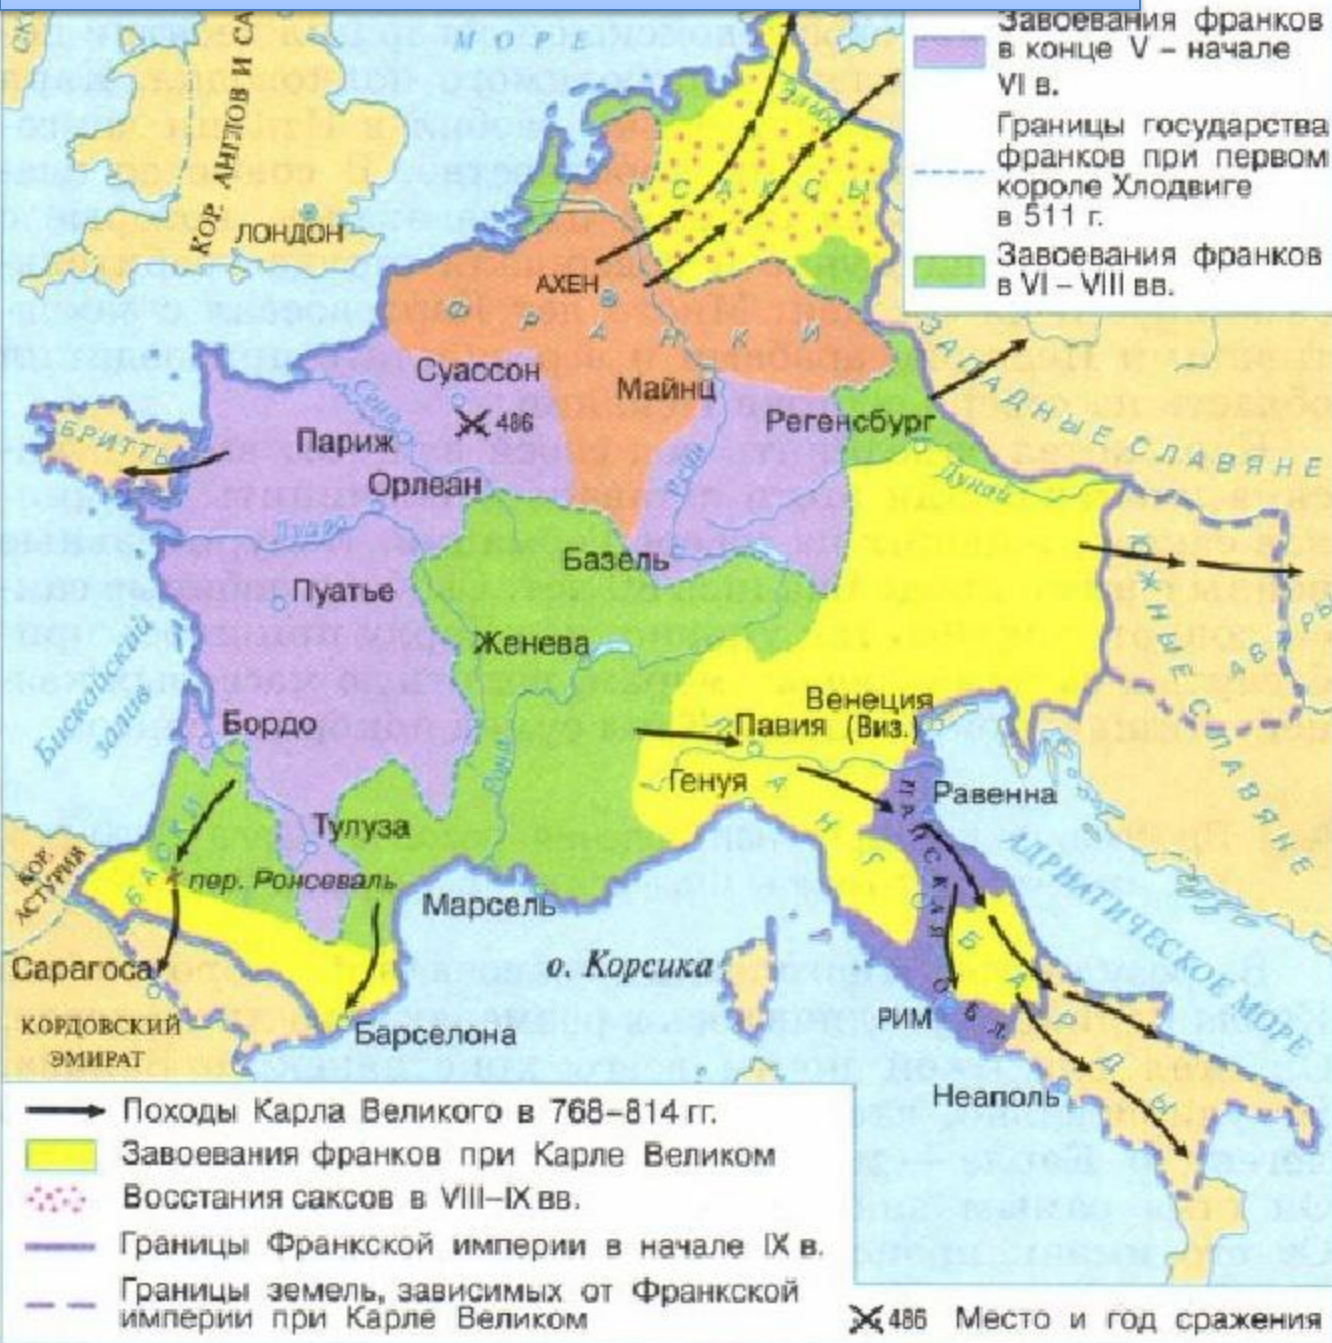 МОРЕ
КОР. АНГЛОВ И СА
ЛОНДОН
Эльба
САКСЫ
АХЕН
ФРАНКИ
Суассон
486
Майнц
Регенсбург
ЗАПАДНЫЕ СЛАВЯНЕ
БРИТТЫ
Сена
Париж
Орлеан
Рейн
Дунай
Луара
Базель
Пуатье
Женева
ЮЖНЫЕ СЛАВЯНЕ
АВ
РЫ
Бискайский
залив
Бордо
Венеция
(Виз.)
Павия
Генуя
Рона
Равенна
Тулуза
ПАПСКАЯ ОБЛ.
ЛАНГОБАРДЫ
АДРИАТИЧЕСКОЕ МОРЕ
КОР.
АСТУРИЯ
БАСКИ
пер. Ронсеваль
Марсель
о. Корсика
Сарагоса
РИМ
КОРДОВСКИЙ
ЭМИРАТ
Барселона
Неаполь
Завоевания франков
в конце V – начале
VI в.
Границы государства
франков при первом
короле Хлодвиге
в 511 г.
Завоевания франков
в VI – VIII вв.
Походы Карла Великого в 768–814 гг.
Завоевания франков при Карле Великом
Восстания саксов в VIII–IX вв.
Границы Франкской империи в начале IX в.
Границы земель, зависимых от Франкской
империи при Карле Великом
486 Место и год сражения